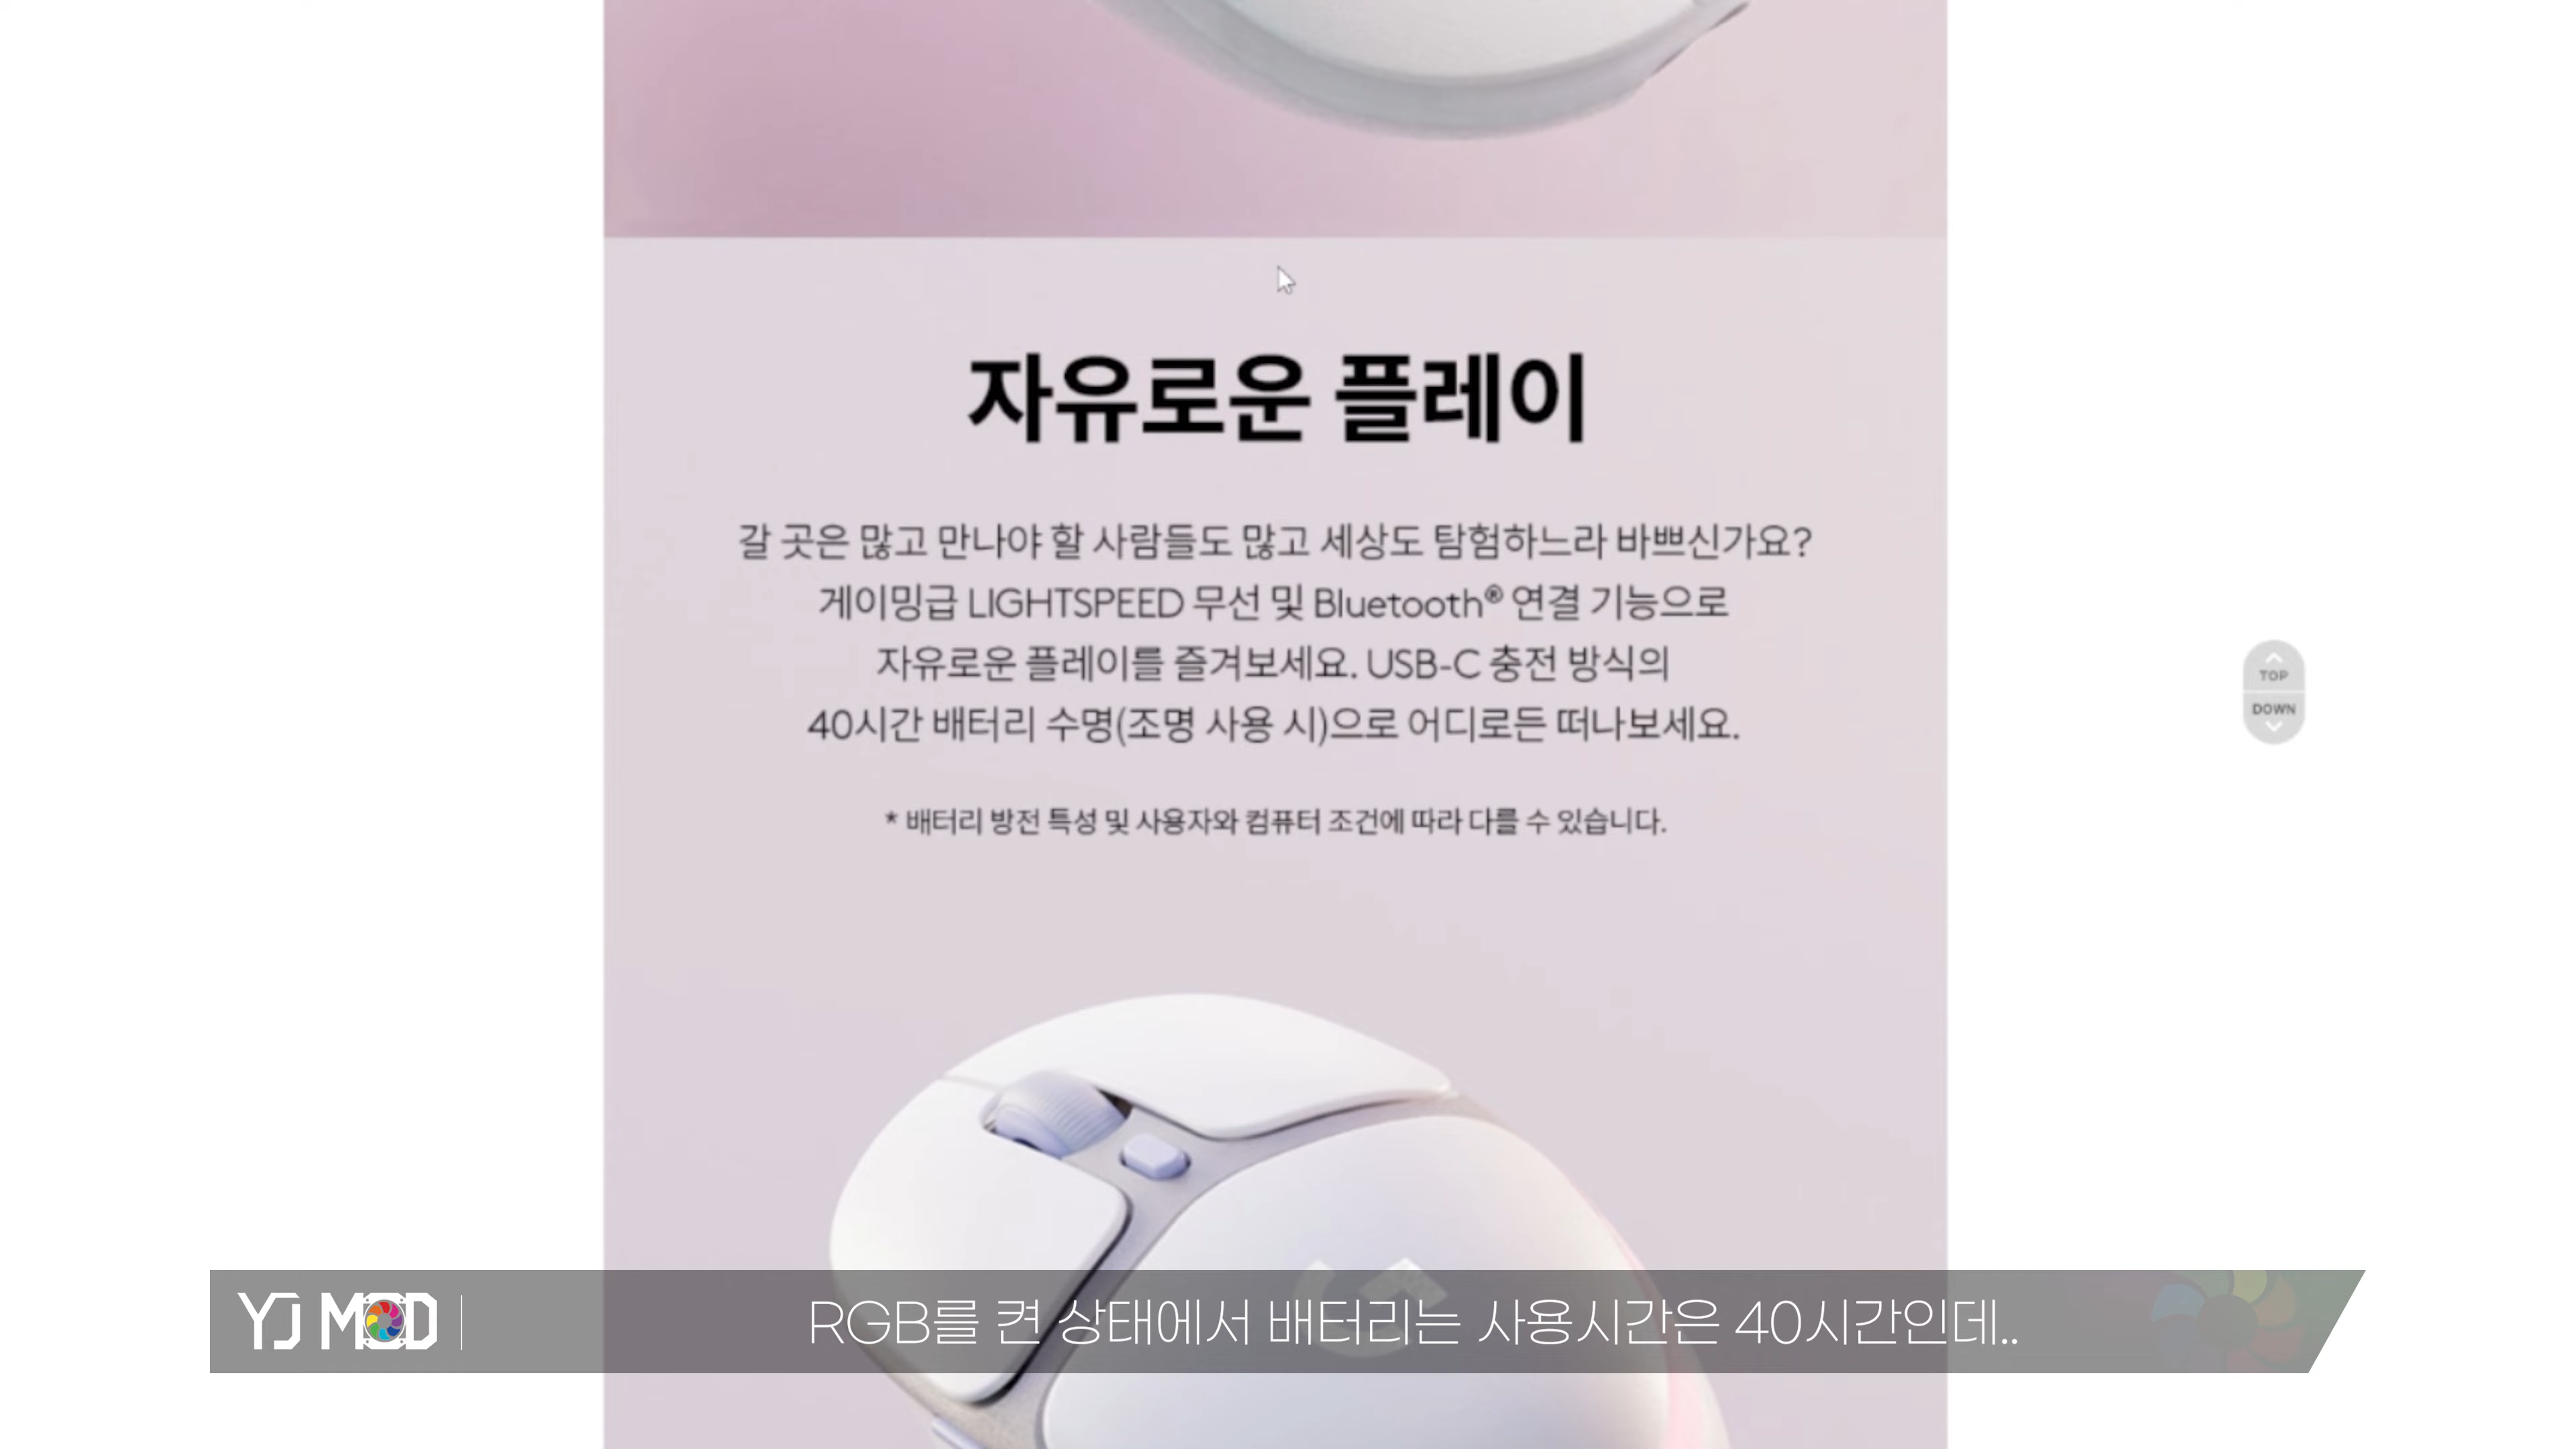 자유로운 플레이
갈 곳은 많고 만나야 할 사람들도 많고 세상도 탐험하느라 바쁘신가요?
게이밍급 LIGHTSPEED 무선 및 Bluetooth® 연결 기능으로
자유로운 플레이를 즐겨보세요. USB-C 충전 방식의
40시간 배터리 수명(조명 사용 시)으로 어디로든 떠나보세요.
* 배터리 방전 특성 및 사용자와 컴퓨터 조건에 따라 다를 수 있습니다.
TOP
DOWN
YJ MOD
RGB를 켠 상태에서 배터리는 사용시간은 40시간인데..